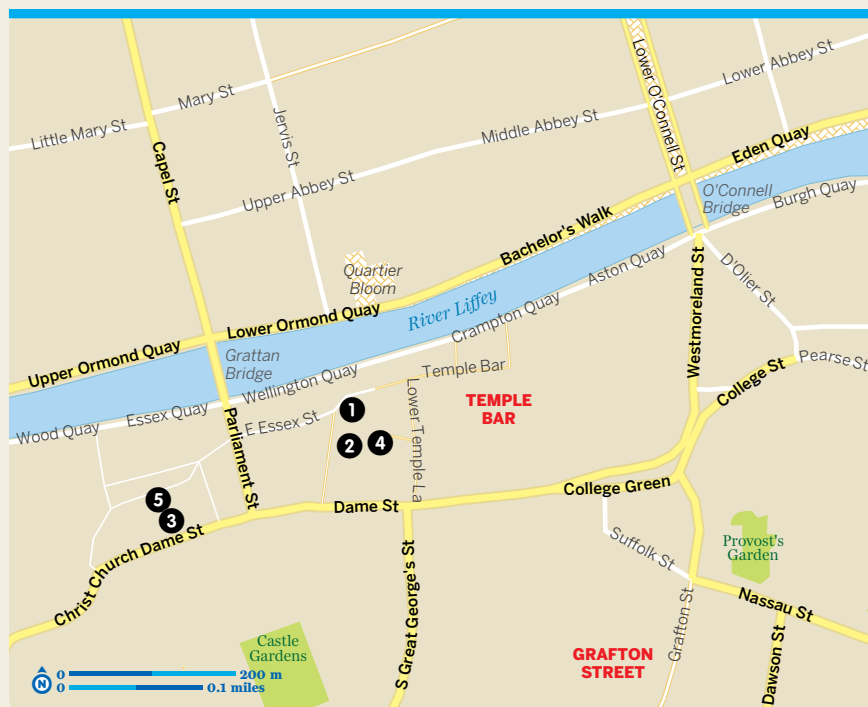 Lower Abbey St
Lower O'Connell St
Mary St
Little Mary St
Jervis St
Middle Abbey St
Eden Quay
Capel St
Upper Abbey St
O'Connell
Bridge
Burgh Quay
Bachelor's Walk
Quartier
Bloom
Aston Quay
D'Olier St
River Liffey
Lower Ormond Quay
Crampton Quay
Westmoreland St
Upper Ormond Quay
Grattan
Bridge
Pearse St
Temple Bar
Wellington Quay
College St
Lower Temple La
TEMPLE
BAR
Essex Quay
Wood Quay
E Essex St
1
Parliament St
2
4
College Green
5
Dame St
3
Christ Church Dame St
Suffolk St
Provost's
Garden
S Great George's St
Nassau St
Grafton St
Castle
Gardens
GRAFTON
STREET
Dawson St
N
0
200 m
0
0.1 miles